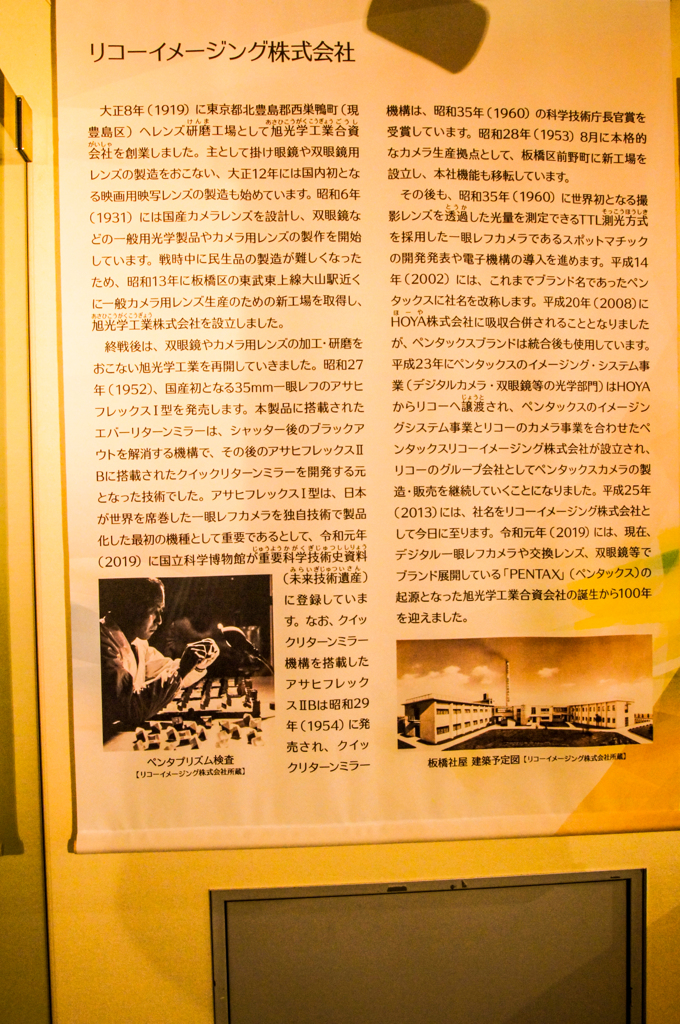 リコーイメージング株式会社
大正8年（1919）に東京都北豊島郡西巣鴨町（現
豊島区）へレンズ研磨工場として旭光学工業合資
会社を創業しました。主として掛け眼鏡や双眼鏡用
レンズの製造をおこない、大正12年には国内初とな
る映画用映写レンズの製造も始めています。昭和6年
（1931）には国産カメラレンズを設計し、双眼鏡な
どの一般用光学製品やカメラ用レンズの製作を開始
しています。戦時中に民生品の製造が難しくなった
ため、昭和13年に板橋区の東武東上線大山駅近く
に一般カメラ用レンズ生産のための新工場を取得し、
旭光学工業株式会社を設立しました。
終戦後は、双眼鏡やカメラ用レンズの加工・研磨を
おこない旭光学工業を再開していきました。昭和27
年（1952）、国産初となる35mm一眼レフのアサヒ
フレックスⅠ型を発売します。本製品に搭載された
エバーリターンミラーは、シャッター後のブラックア
ウトを解消する機構で、その後のアサヒフレックスⅡ
Bに搭載されたクイックリターンミラーを開発する元
となった技術でした。アサヒフレックスⅠ型は、日本
が世界を席巻した一眼レフカメラを独自技術で製品
化した最初の機種として重要であるとして、令和元年
（2019）に国立科学博物館が重要科学技術史資料
（未来技術遺産）
に登録していま
す。なお、クイッ
クリターンミラー
機構を搭載した
アサヒフレック
スⅡBは昭和29
年（1954）に発
売され、クイッ
クリターンミラー
ペンタプリズム検査
【リコーイメージング株式会社所蔵】
機構は、昭和35年（1960）の科学技術庁長官賞を
受賞しています。昭和28年（1953）8月に本格的
なカメラ生産拠点として、板橋区前野町に新工場を
設立し、本社機能も移転しています。
その後も、昭和35年（1960）に世界初となる撮
影レンズを透過した光量を測定できるTTL測光方式
を採用した一眼レフカメラであるスポットマチック
の開発発表や電子機構の導入を進めます。平成14
年（2002）には、これまでブランド名であったペン
タックスに社名を改称します。平成20年（2008）に
HOYA株式会社に吸収合併されることとなりました
が、ペンタックスブランドは統合後も使用しています。
平成23年にペンタックスのイメージング・システム事
業（デジタルカメラ・双眼鏡等の光学部門）はHOYA
からリコーへ譲渡され、ペンタックスのイメージン
グシステム事業とリコーのカメラ事業を合わせたペ
ンタックスリコーイメージング株式会社が設立され、
リコーのグループ会社としてペンタックスカメラの製
造・販売を継続していくことになりました。平成25年
（2013）には、社名をリコーイメージング株式会社と
して今日に至ります。令和元年（2019）には、現在、
デジタル一眼レフカメラや交換レンズ、双眼鏡等で
ブランド展開している「PENTAX」（ペンタックス）の
起源となった旭光学工業合資会社の誕生から100年
を迎えました。
板橋社屋 建築予定図【リコーイメージング株式会社所蔵】